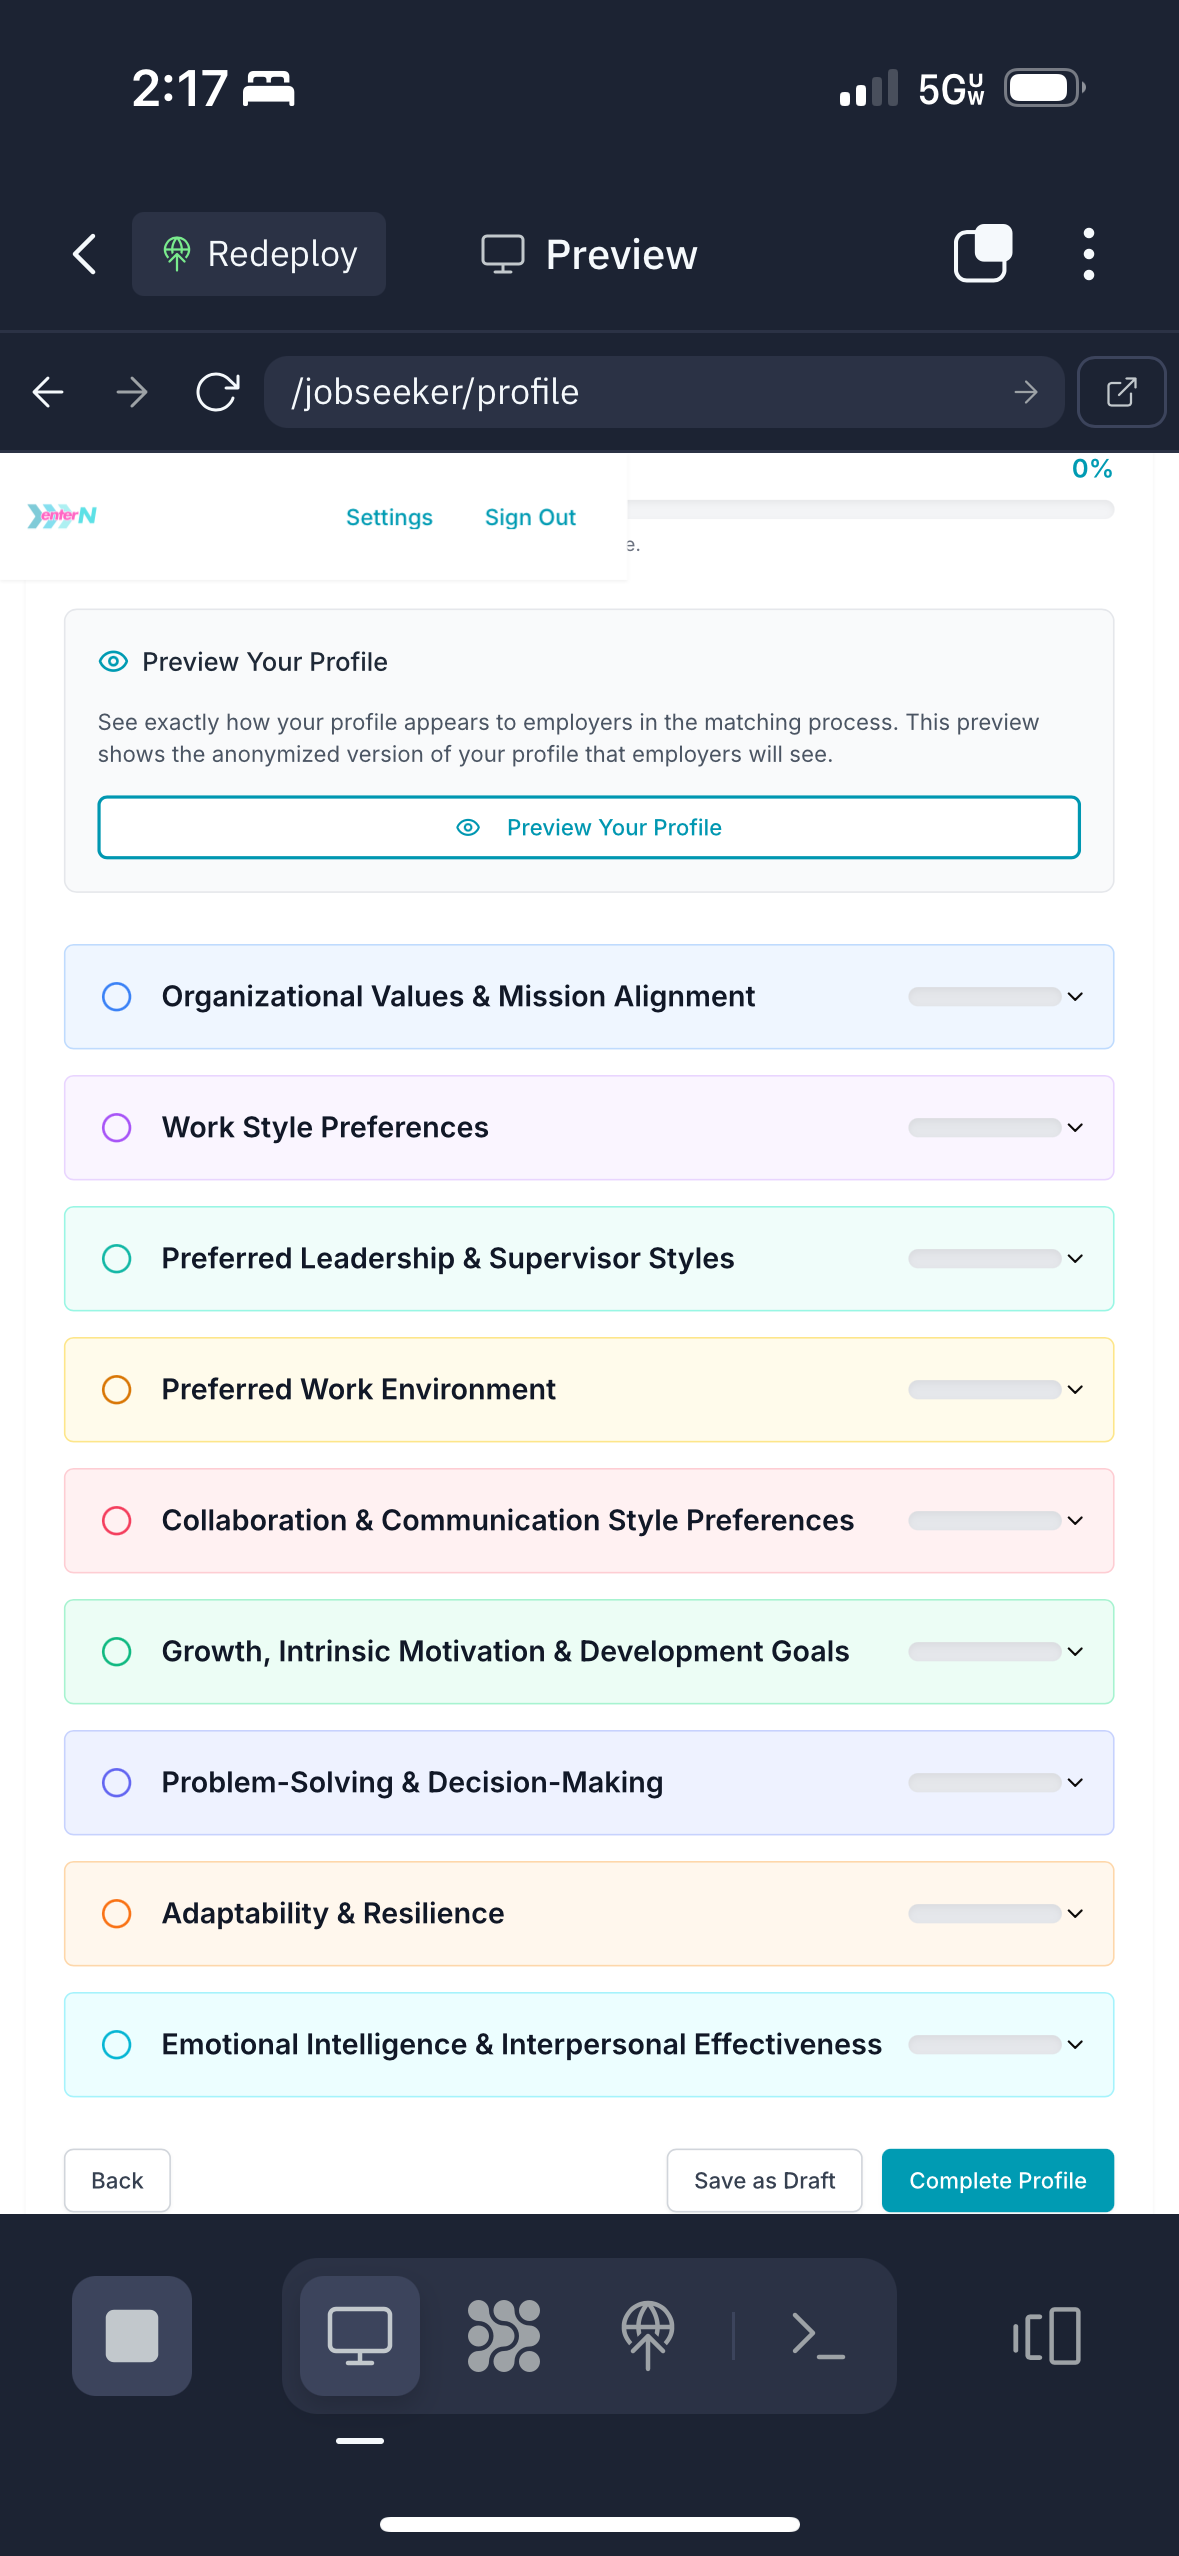 2:17
5G UW
Redeploy
Preview
/jobseeker/profile
0%
enterN
Settings
Sign Out
e.
Preview Your Profile
See exactly how your profile appears to employers in the matching process. This preview
shows the anonymized version of your profile that employers will see.
Preview Your Profile
Organizational Values & Mission Alignment
Work Style Preferences
Preferred Leadership & Supervisor Styles
Preferred Work Environment
Collaboration & Communication Style Preferences
Growth, Intrinsic Motivation & Development Goals
Problem-Solving & Decision-Making
Adaptability & Resilience
Emotional Intelligence & Interpersonal Effectiveness
Back
Save as Draft
Complete Profile